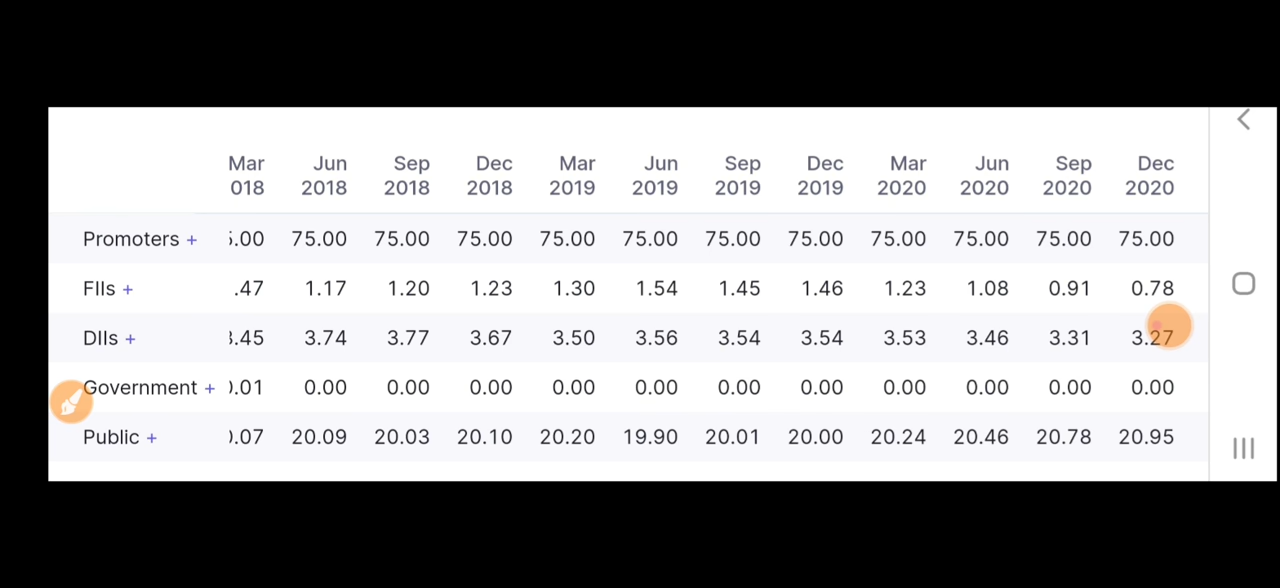 Mar Jun Sep Dec Mar Jun Sep Dec Mar Jun Sep Dec
018 2018 2018 2018 2019 2019 2019 2019 2020 2020 2020 2020
Promoters + .00 75.00 75.00 75.00 75.00 75.00 75.00 75.00 75.00 75.00 75.00 75.00
FIIs + .47 1.17 1.20 1.23 1.30 1.54 1.45 1.46 1.23 1.08 0.91 0.78
DIIs + .45 3.74 3.77 3.67 3.50 3.56 3.54 3.54 3.53 3.46 3.31 3.27
Government + .01 0.00 0.00 0.00 0.00 0.00 0.00 0.00 0.00 0.00 0.00 0.00
Public + .07 20.09 20.03 20.10 20.20 19.90 20.01 20.00 20.24 20.46 20.78 20.95